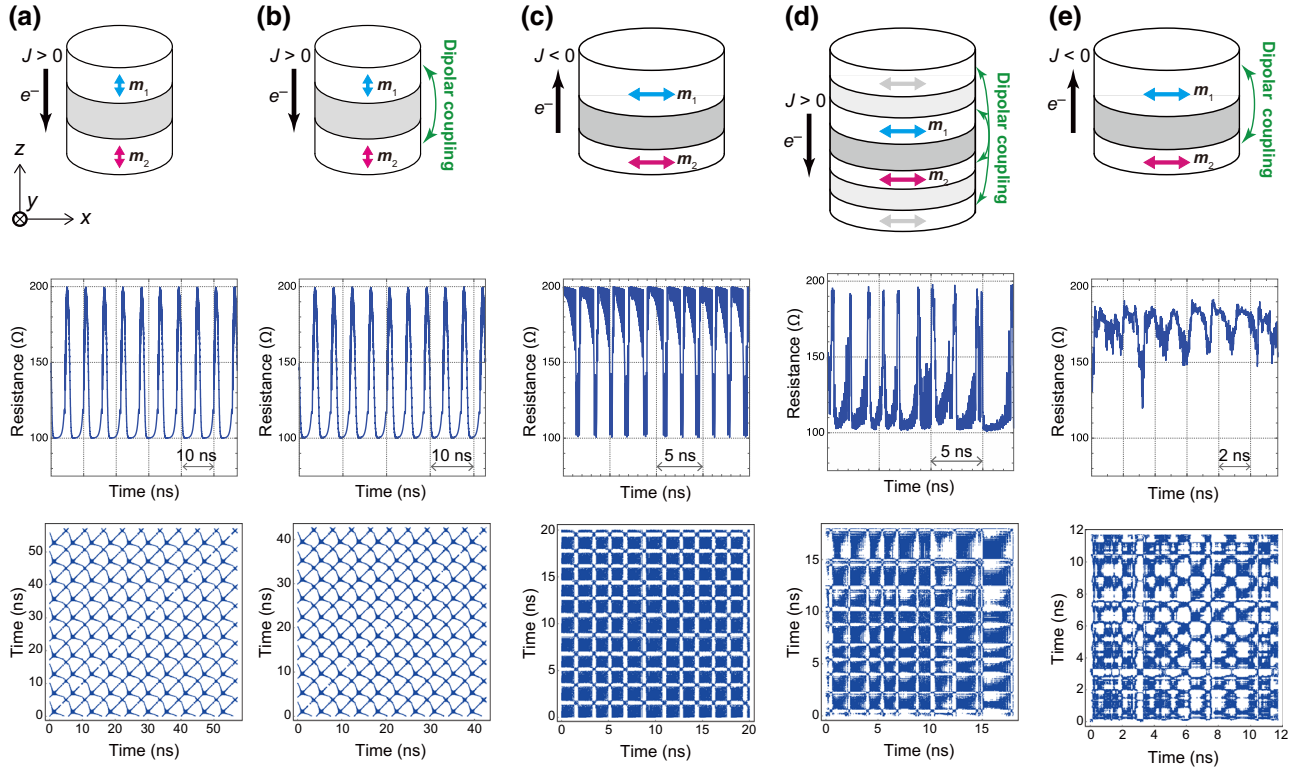 (a)
(b)
(c)
(d)
(e)
J > 0
e⁻
m₁
m₂
z
y
x
J > 0
e⁻
m₁
m₂
Dipolar coupling
J < 0
e⁻
m₁
m₂
J > 0
e⁻
m₁
m₂
Dipolar coupling
J < 0
e⁻
m₁
m₂
Dipolar coupling
Resistance (Ω)
200
150
100
10 ns
Time (ns)
Resistance (Ω)
200
150
100
10 ns
Time (ns)
Resistance (Ω)
200
150
100
5 ns
Time (ns)
Resistance (Ω)
200
150
100
5 ns
Time (ns)
Resistance (Ω)
200
150
100
2 ns
Time (ns)
Time (ns)
50
40
30
20
10
0
0 10 20 30 40 50
Time (ns)
Time (ns)
40
30
20
10
0
0 10 20 30 40
Time (ns)
Time (ns)
20
15
10
5
0
0 5 10 15 20
Time (ns)
Time (ns)
15
10
5
0
0 5 10 15
Time (ns)
Time (ns)
12
10
8
6
4
2
0
0 2 4 6 8 10 12
Time (ns)